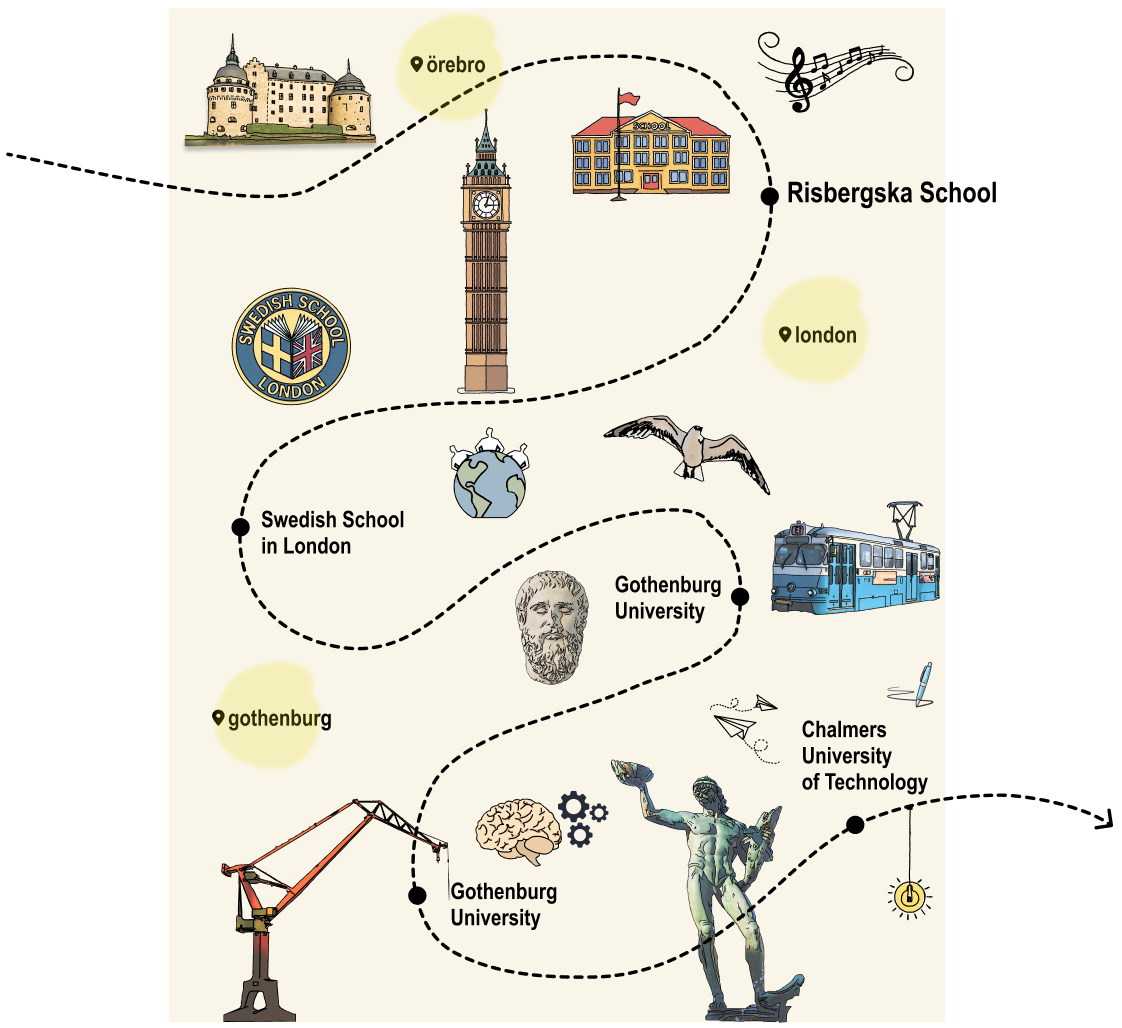 örebro
SCHOOL
Risbergska School
SWEDISH SCHOOL
LONDON
london
Swedish School
in London
Gothenburg
University
gothenburg
Chalmers
University
of Technology
Gothenburg
University